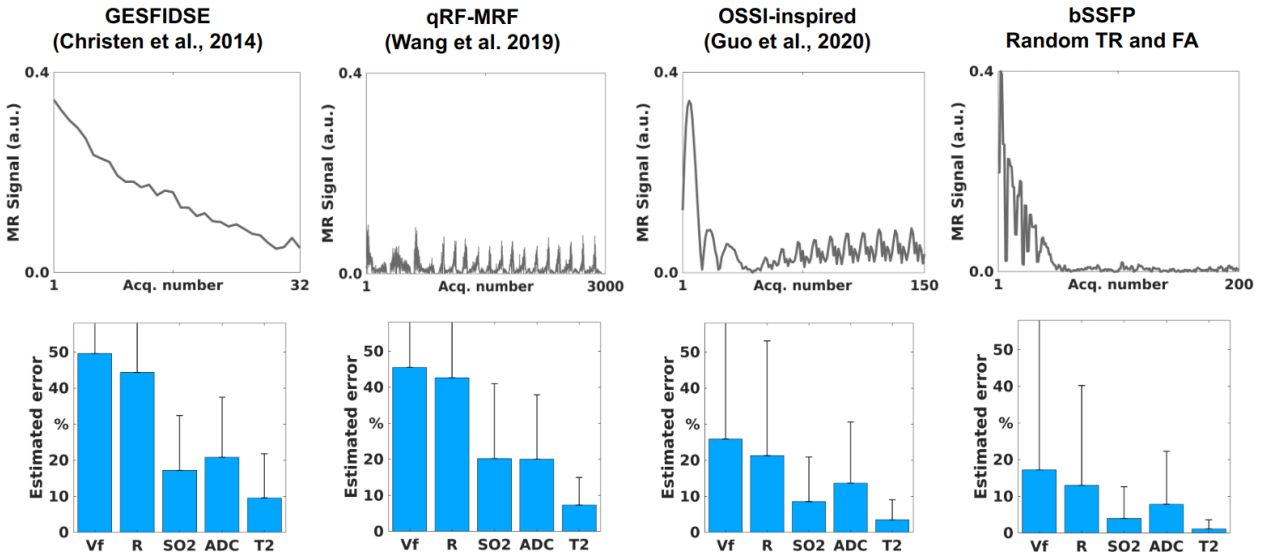 GESFIDSE
(Christen et al., 2014)
qRF-MRF
(Wang et al. 2019)
OSSI-inspired
(Guo et al., 2020)
bSSFP
Random TR and FA
MR Signal (a.u.)
0.4
0.0
1
Acq. number
32
MR Signal (a.u.)
0.4
0.0
1
Acq. number
3000
MR Signal (a.u.)
0.4
0.0
1
Acq. number
150
MR Signal (a.u.)
0.4
0.0
1
Acq. number
200
Estimated error
50
40
%
20
10
0
Vf R SO2 ADC T2
Estimated error
50
40
%
20
10
0
Vf R SO2 ADC T2
Estimated error
50
40
%
20
10
0
Vf R SO2 ADC T2
Estimated error
50
40
%
20
10
0
Vf R SO2 ADC T2